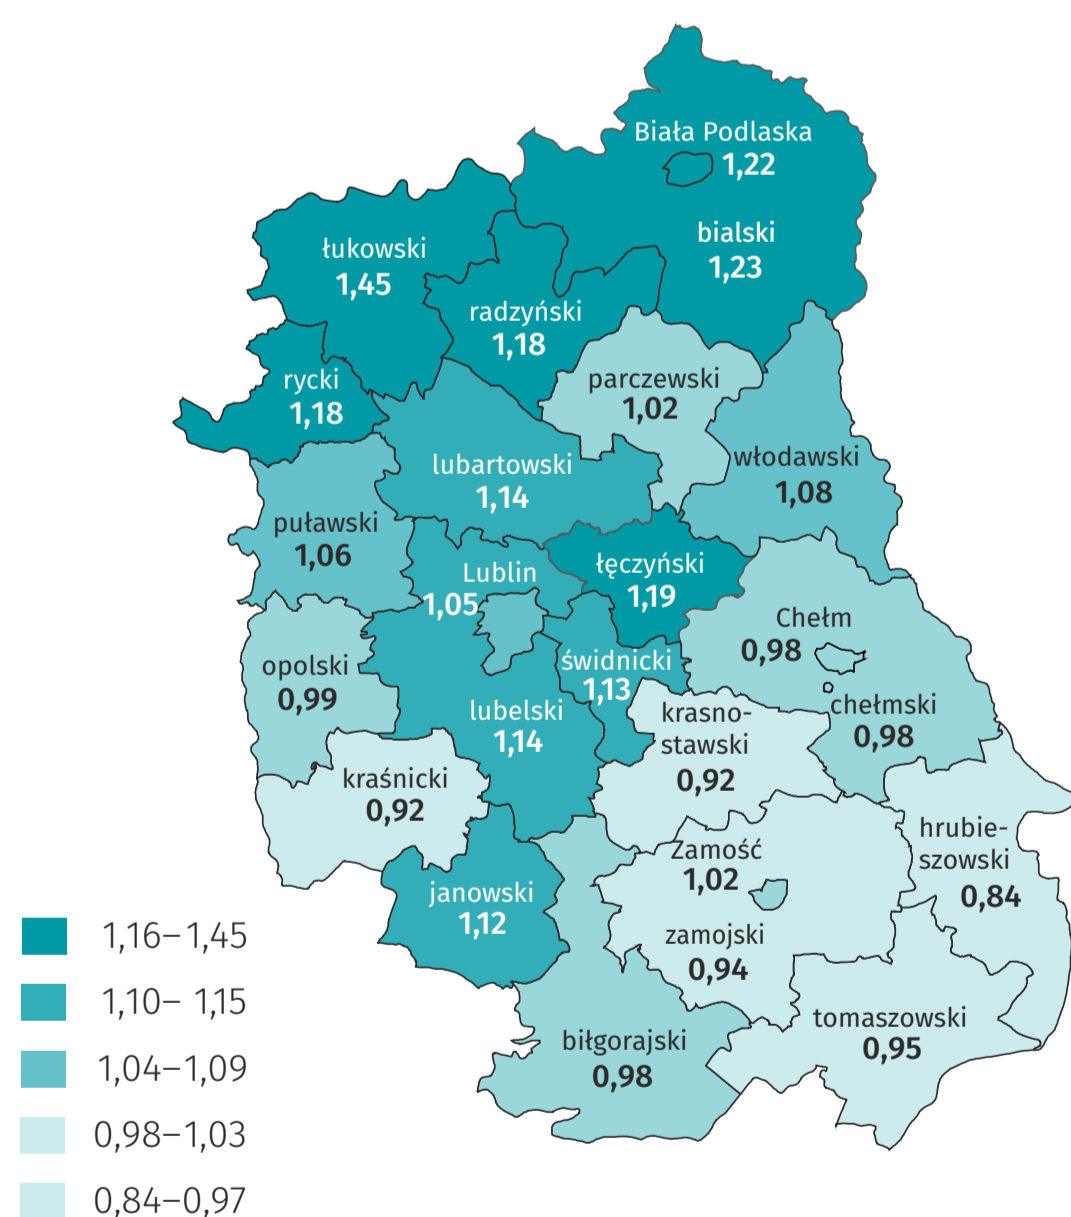 Biała Podlaska
1,22
bialski
1,23
łukowski
1,45
radzyński
1,18
rycki
1,18
parczewski
1,02
włodawski
1,08
lubartowski
1,14
puławski
1,06
Lublin
1,05
łęczyński
1,19
Chełm
0,98
chełmski
0,98
opolski
0,99
świdnicki
1,13
lubelski
1,14
krasno-
stawski
0,92
kraśnicki
0,92
hrubie-
szowski
0,84
Zamość
1,02
zamojski
0,94
janowski
1,12
tomaszowski
0,95
biłgorajski
0,98
1,16–1,45
1,10– 1,15
1,04–1,09
0,98–1,03
0,84–0,97